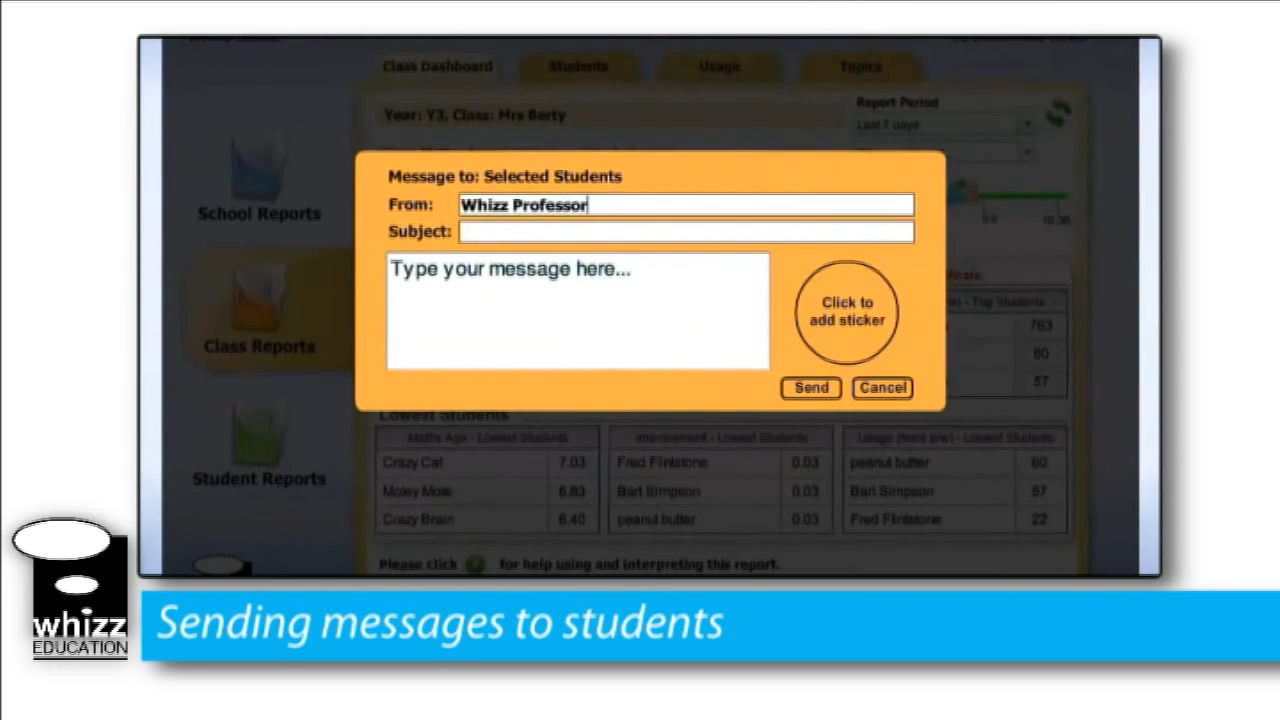 Class Dashboard
Students
Usage
Topics
Year: Y3, Class: Mrs Berty
Report Period
Last 7 days
School Reports
Class Reports
Student Reports
Message to: Selected Students
From: Whizz Professor
Subject:
Type your message here...
Click to
add sticker
Send
Cancel
- Top Students
763
60
57
Lowest Students
Maths Age - Lowest Students
Crazy Cat 7.03
Moley Mole 6.83
Crazy Brain 6.40
Improvement - Lowest Students
Fred Flintstone 0.03
Bart Simpson 0.03
peanut butter 0.03
Usage (mins p/w) - Lowest Students
peanut butter 60
Bart Simpson 57
Fred Flintstone 22
Please click for help using and interpreting this report.
whizz
EDUCATION
Sending messages to students